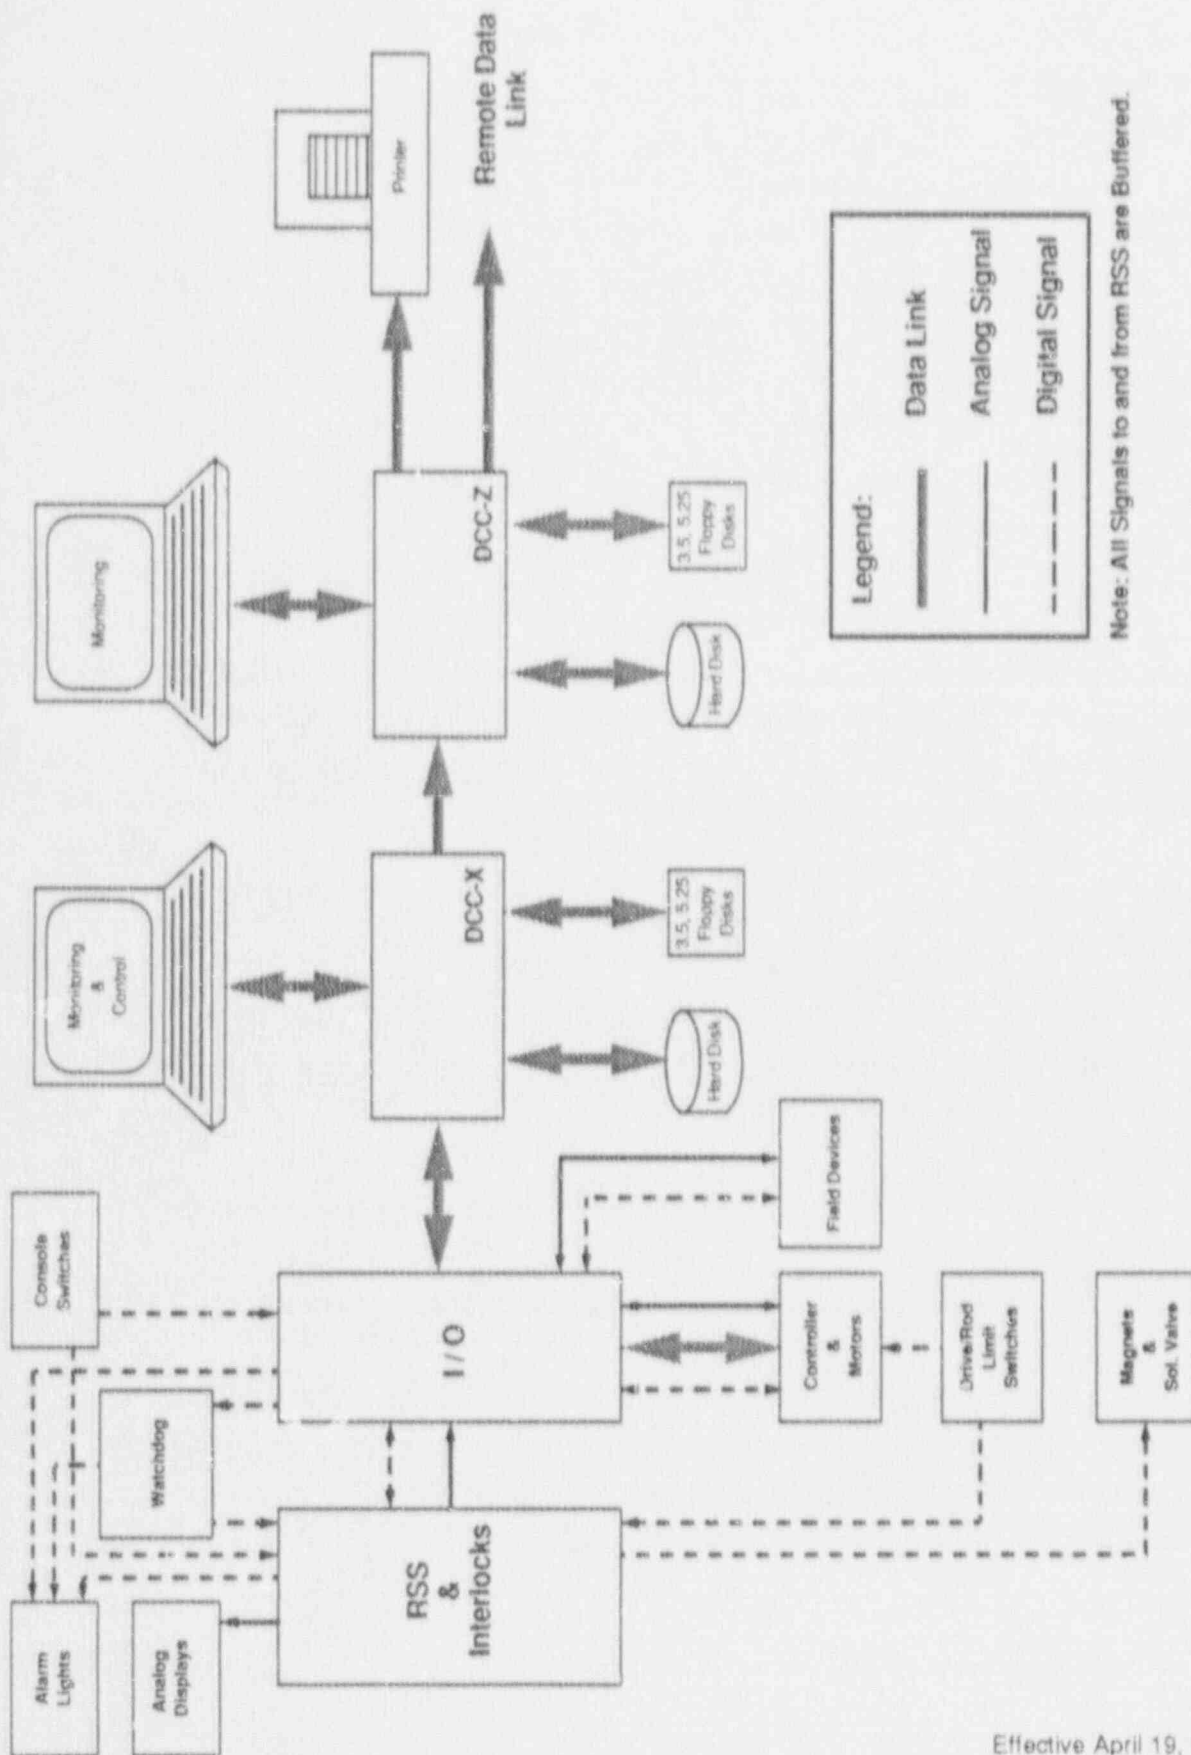 Alarm
Lights
Analog
Displays
Watchdog
Console
Switches
RSS
&
Interlocks
I / O
Monitoring
&
Control
DCC-X
Hard Disk
3.5, 5.25
Floppy
Disks
Monitoring
DCC-Z
Hard Disk
3.5, 5.25
Floppy
Disks
Printer
Remote Data
Link
Field Devices
Controller
&
Motors
Drive/Rod
Limit
Switches
Magnets
&
Sol. Valve
Legend:
Data Link
Analog Signal
Digital Signal
Note: All Signals to and from RSS are Buffered.
Effective April 19,